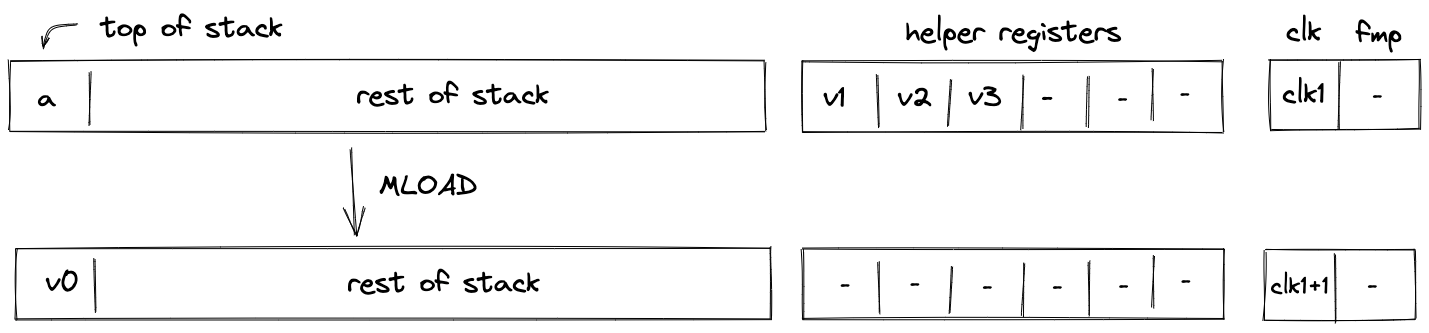 top of stack helper registers clk fmp
a rest of stack v1 v2 v3 - - - clk1 -
MLOAD
v0 rest of stack - - - - - - clk1+1 -